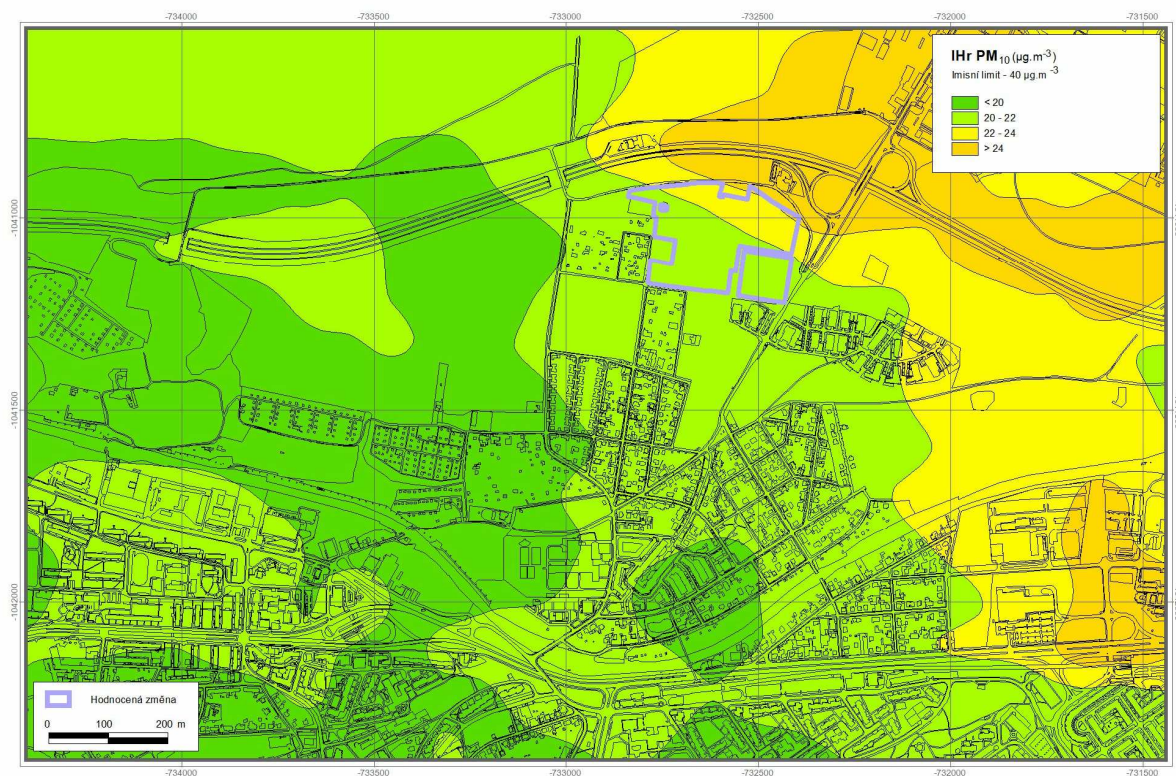 -734000 -733500 -733000 -732500 -732000 -731500
IHr PM10 (µg.m-3)
Imisní limit - 40 µg.m-3
< 20
20 - 22
22 - 24
> 24
-1041000
-1041500
-1042000
Hodnocená změna
0 100 200 m
-734000 -733500 -733000 -732500 -732000 -731500